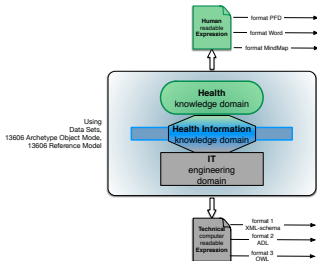 Human
readable
Expression
format PFD
format Word
format MindMap
Health
knowledge domain
Health Information
knowledge domain
IT
engineering
domain
Using
Data Sets,
13606 Archetype Object Mode,
13606 Reference Model
Technical
computer
readable
Expression
format 1
XML-schema
format 2
ADL
format 3
OWL